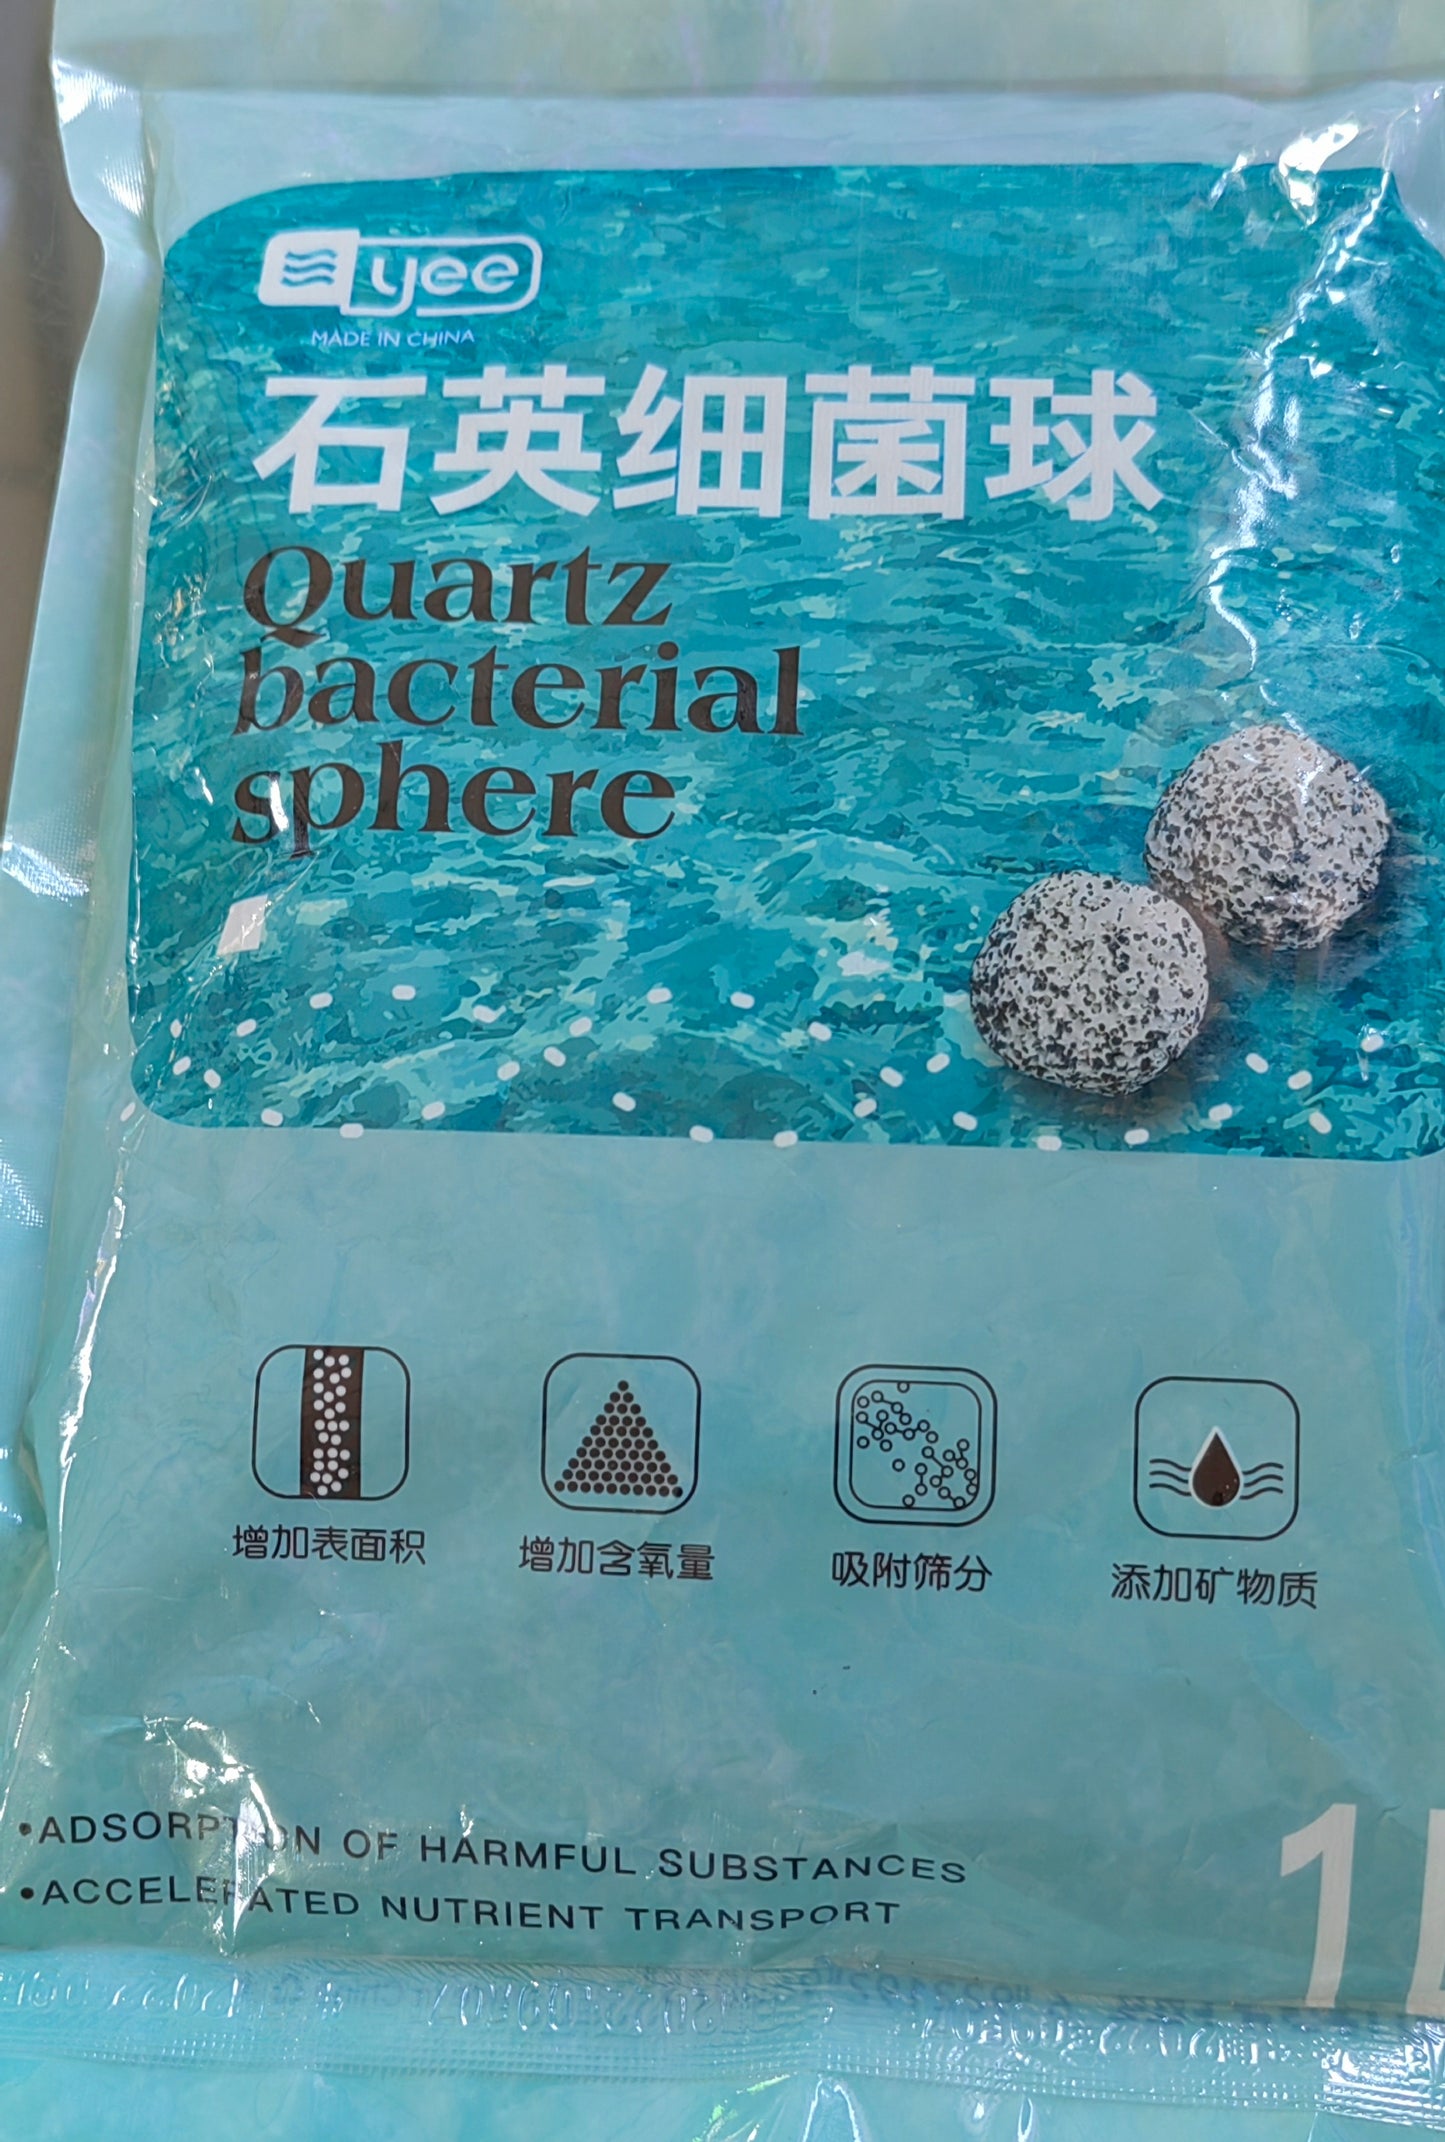 yee
MADE IN CHINA
石英细菌球
Quartz
bacterial
sphere
增加表面积
增加含氧量
吸附筛分
添加矿物质
•ADSORPTION OF HARMFUL SUBSTANCES
•ACCELERATED NUTRIENT TRANSPORT
1